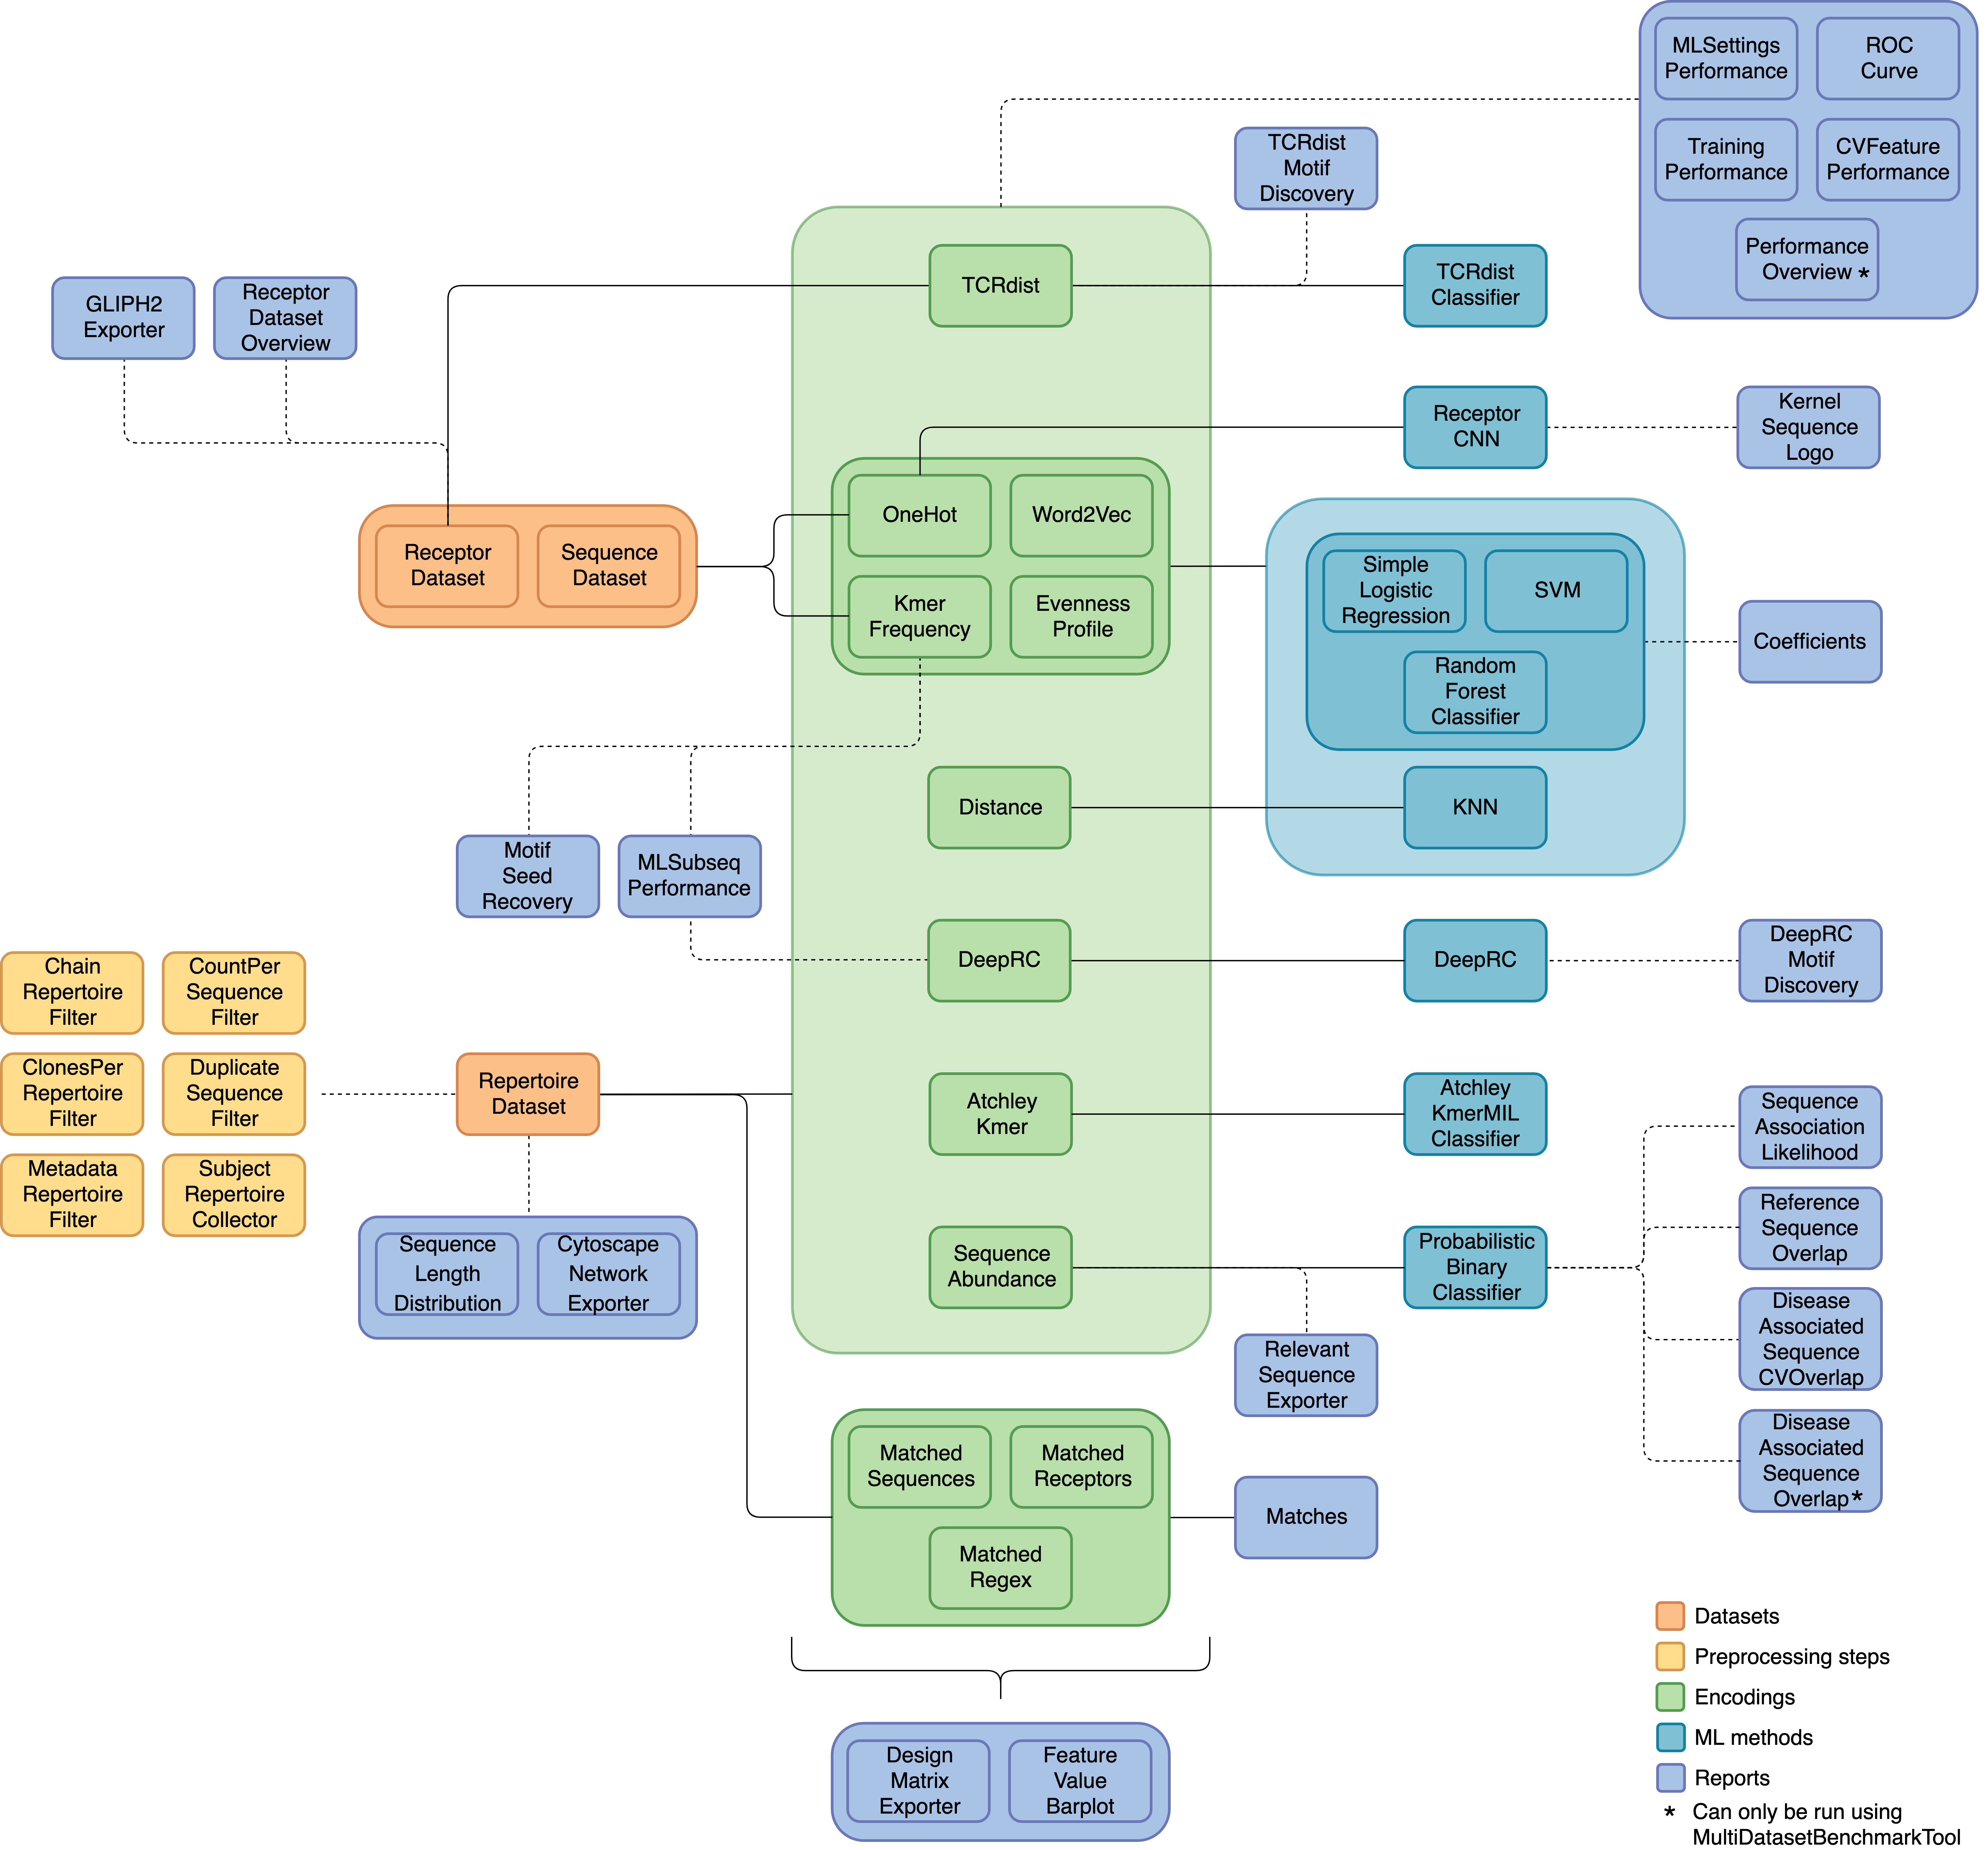 MLSettings
Performance
ROC
Curve
Training
Performance
CVFeature
Performance
Performance
Overview *
TCRdist
Motif
Discovery
TCRdist
TCRdist
Classifier
GLIPH2
Exporter
Receptor
Dataset
Overview
Receptor
CNN
Kernel
Sequence
Logo
Receptor
Dataset
Sequence
Dataset
OneHot
Word2Vec
Kmer
Frequency
Evenness
Profile
Simple
Logistic
Regression
SVM
Random
Forest
Classifier
Coefficients
Distance
KNN
Motif
Seed
Recovery
MLSubseq
Performance
DeepRC
DeepRC
DeepRC
Motif
Discovery
Chain
Repertoire
Filter
CountPer
Sequence
Filter
ClonesPer
Repertoire
Filter
Duplicate
Sequence
Filter
Metadata
Repertoire
Filter
Subject
Repertoire
Collector
Repertoire
Dataset
Atchley
Kmer
Atchley
KmerMIL
Classifier
Sequence
Association
Likelihood
Reference
Sequence
Overlap
Disease
Associated
Sequence
CVOverlap
Disease
Associated
Sequence
Overlap*
Sequence
Length
Distribution
Cytoscape
Network
Exporter
Sequence
Abundance
Probabilistic
Binary
Classifier
Relevant
Sequence
Exporter
Matched
Sequences
Matched
Receptors
Matched
Regex
Matches
Design
Matrix
Exporter
Feature
Value
Barplot
Datasets
Preprocessing steps
Encodings
ML methods
Reports
* Can only be run using
MultiDatasetBenchmarkTool